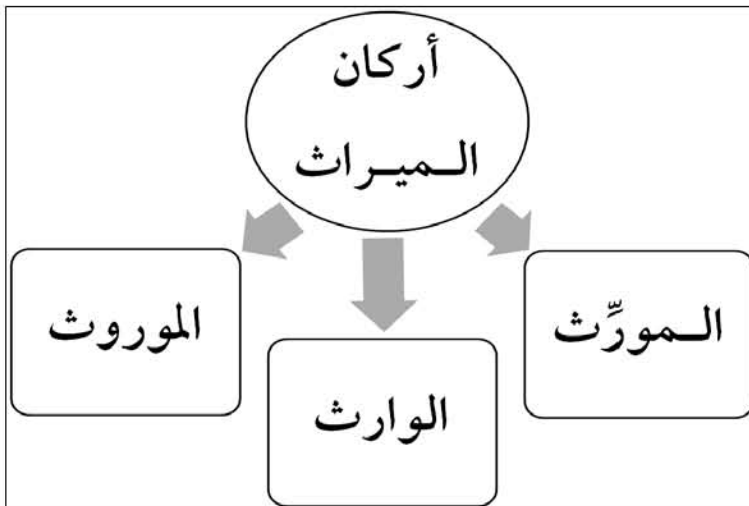 أركان
الـميـراث
الـمورِّث
الوارث
الموروث